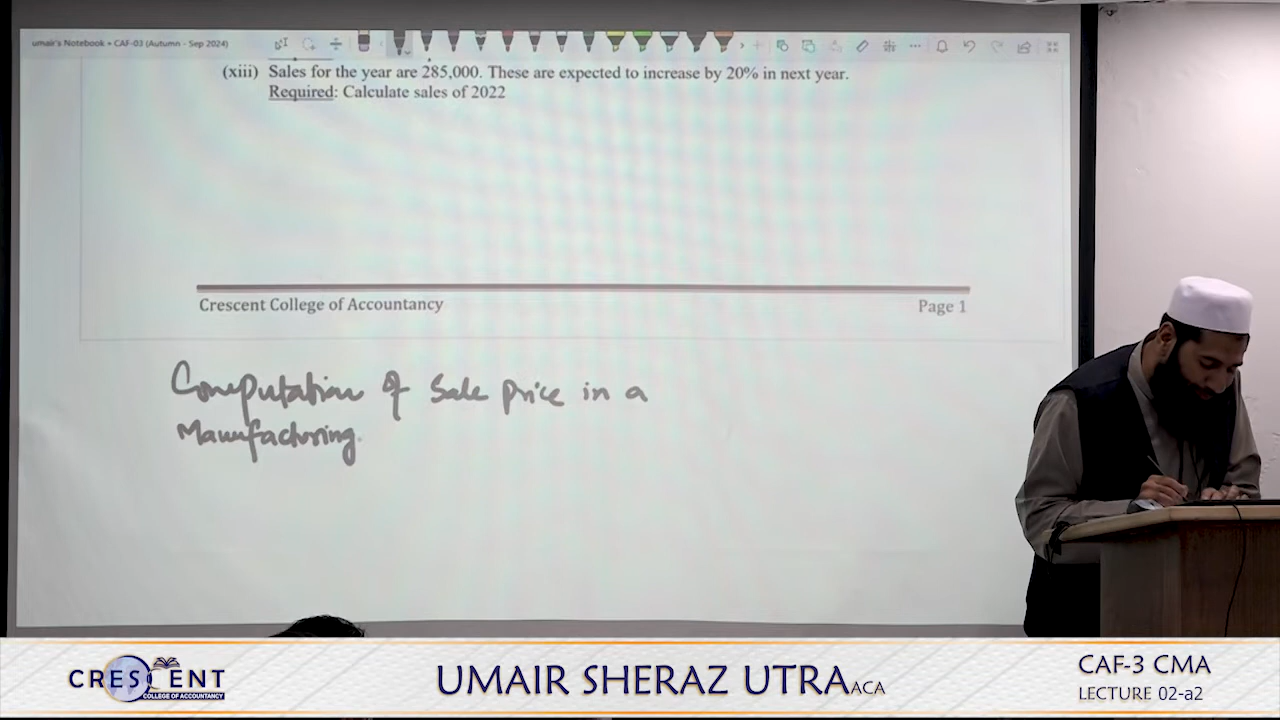 umair's Notebook » CAF-03 (Autumn - Sep 2024)
(xiii) Sales for the year are 285,000. These are expected to increase by 20% in next year.
Required: Calculate sales of 2022
Crescent College of Accountancy
Page 1
Computation of Sale price in a
Manufacturing
CRESCENT
COLLEGE OF ACCOUNTANCY
UMAIR SHERAZ UTRA ACA
CAF-3 CMA
LECTURE 02-a2